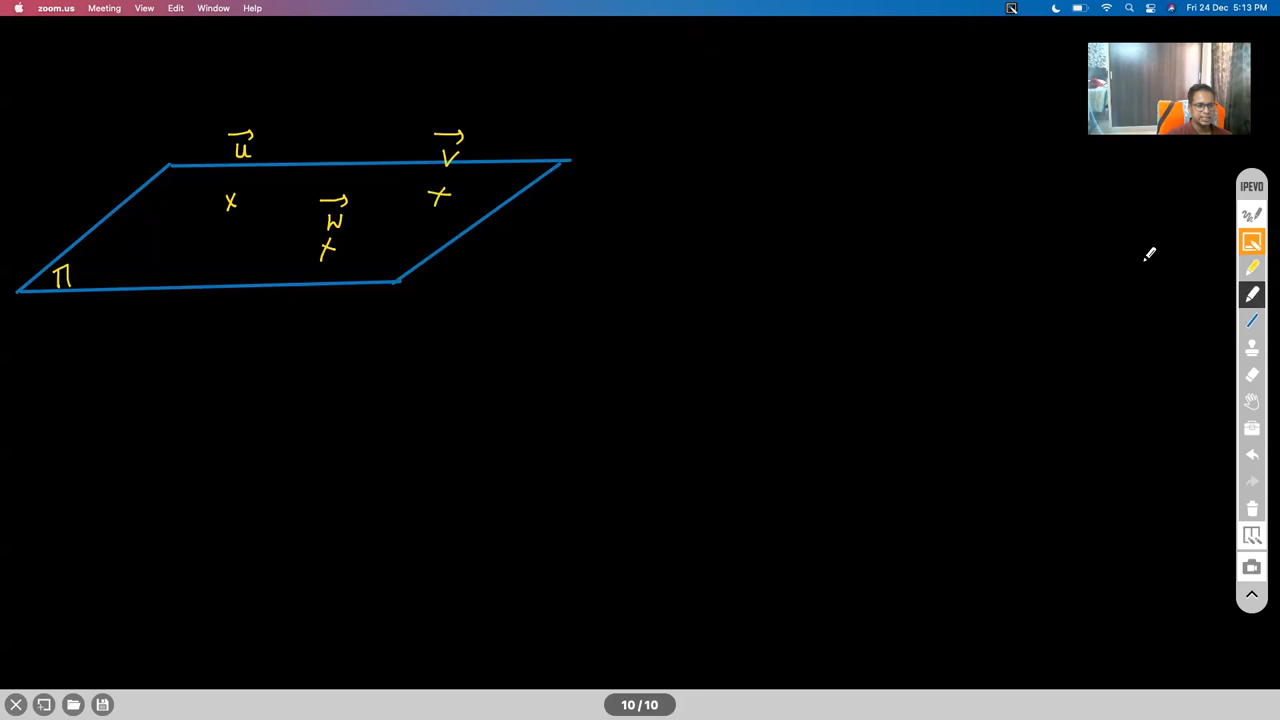 zoom.us Meeting View Edit Window Help Fri 24 Dec 5:13 PM
u⃗ v⃗
w⃗
Π
IPEVO
10/10